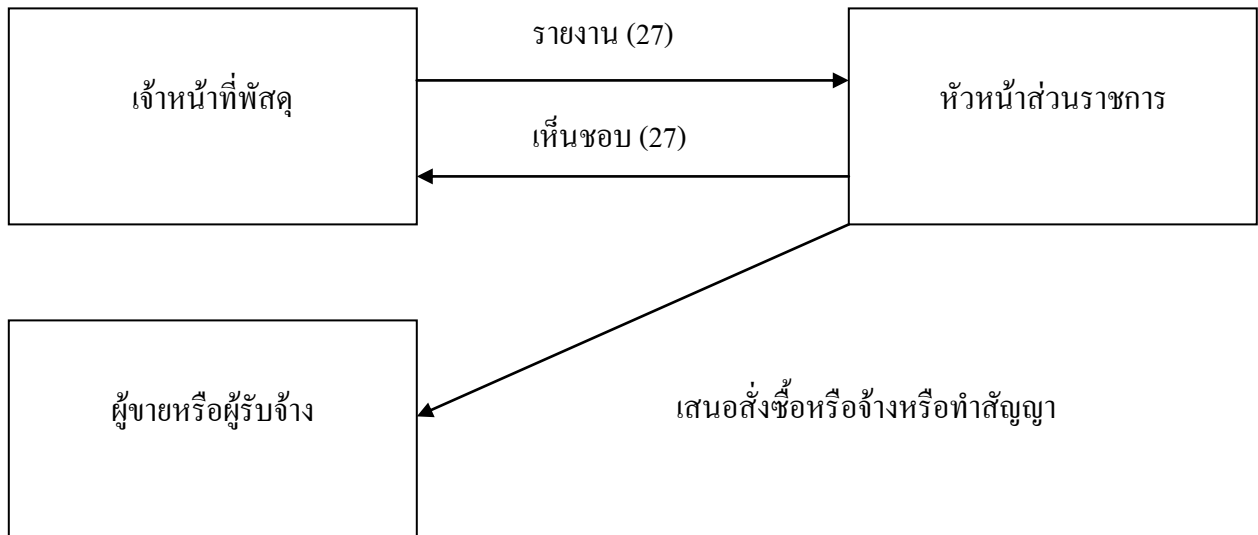 รายงาน (27)
เจ้าหน้าที่พัสดุ
หัวหน้าส่วนราชการ
เห็นชอบ (27)
ผู้ขายหรือผู้รับจ้าง
เสนอสั่งซื้อหรือจ้างหรือทำสัญญา